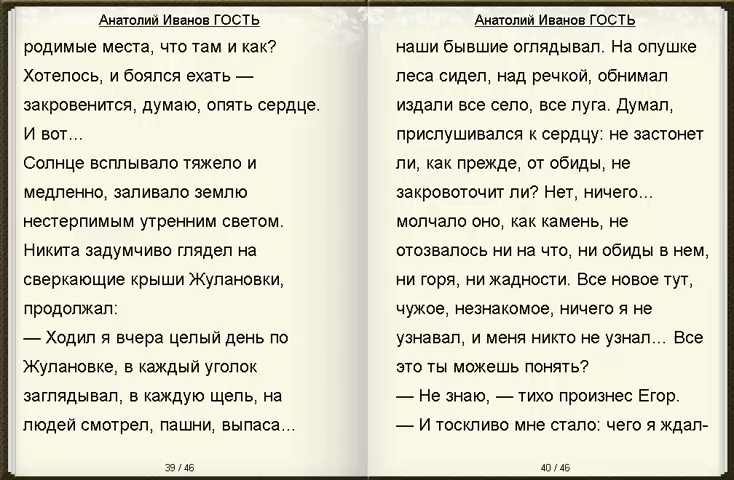 Анатолий Иванов ГОСТЬ
родимые места, что там и как?
Хотелось, и боялся ехать —
закровенится, думаю, опять сердце.
И вот...
Солнце всплывало тяжело и
медленно, заливало землю
нестерпимым утренним светом.
Никита задумчиво глядел на
сверкающие крыши Жулановки,
продолжал:
— Ходил я вчера целый день по
Жулановке, в каждый уголок
заглядывал, в каждую щель, на
людей смотрел, пашни, выпаса...
39 / 46
Анатолий Иванов ГОСТЬ
наши бывшие оглядывал. На опушке
леса сидел, над речкой, обнимал
издали все село, все луга. Думал,
прислушивался к сердцу: не застонет
ли, как прежде, от обиды, не
закровоточит ли? Нет, ничего...
молчало оно, как камень, не
отозвалось ни на что, ни обиды в нем,
ни горя, ни жадности. Все новое тут,
чужое, незнакомое, ничего я не
узнавал, и меня никто не узнал... Все
это ты можешь понять?
— Не знаю, — тихо произнес Егор.
— И тоскливо мне стало: чего я ждал-
40 / 46